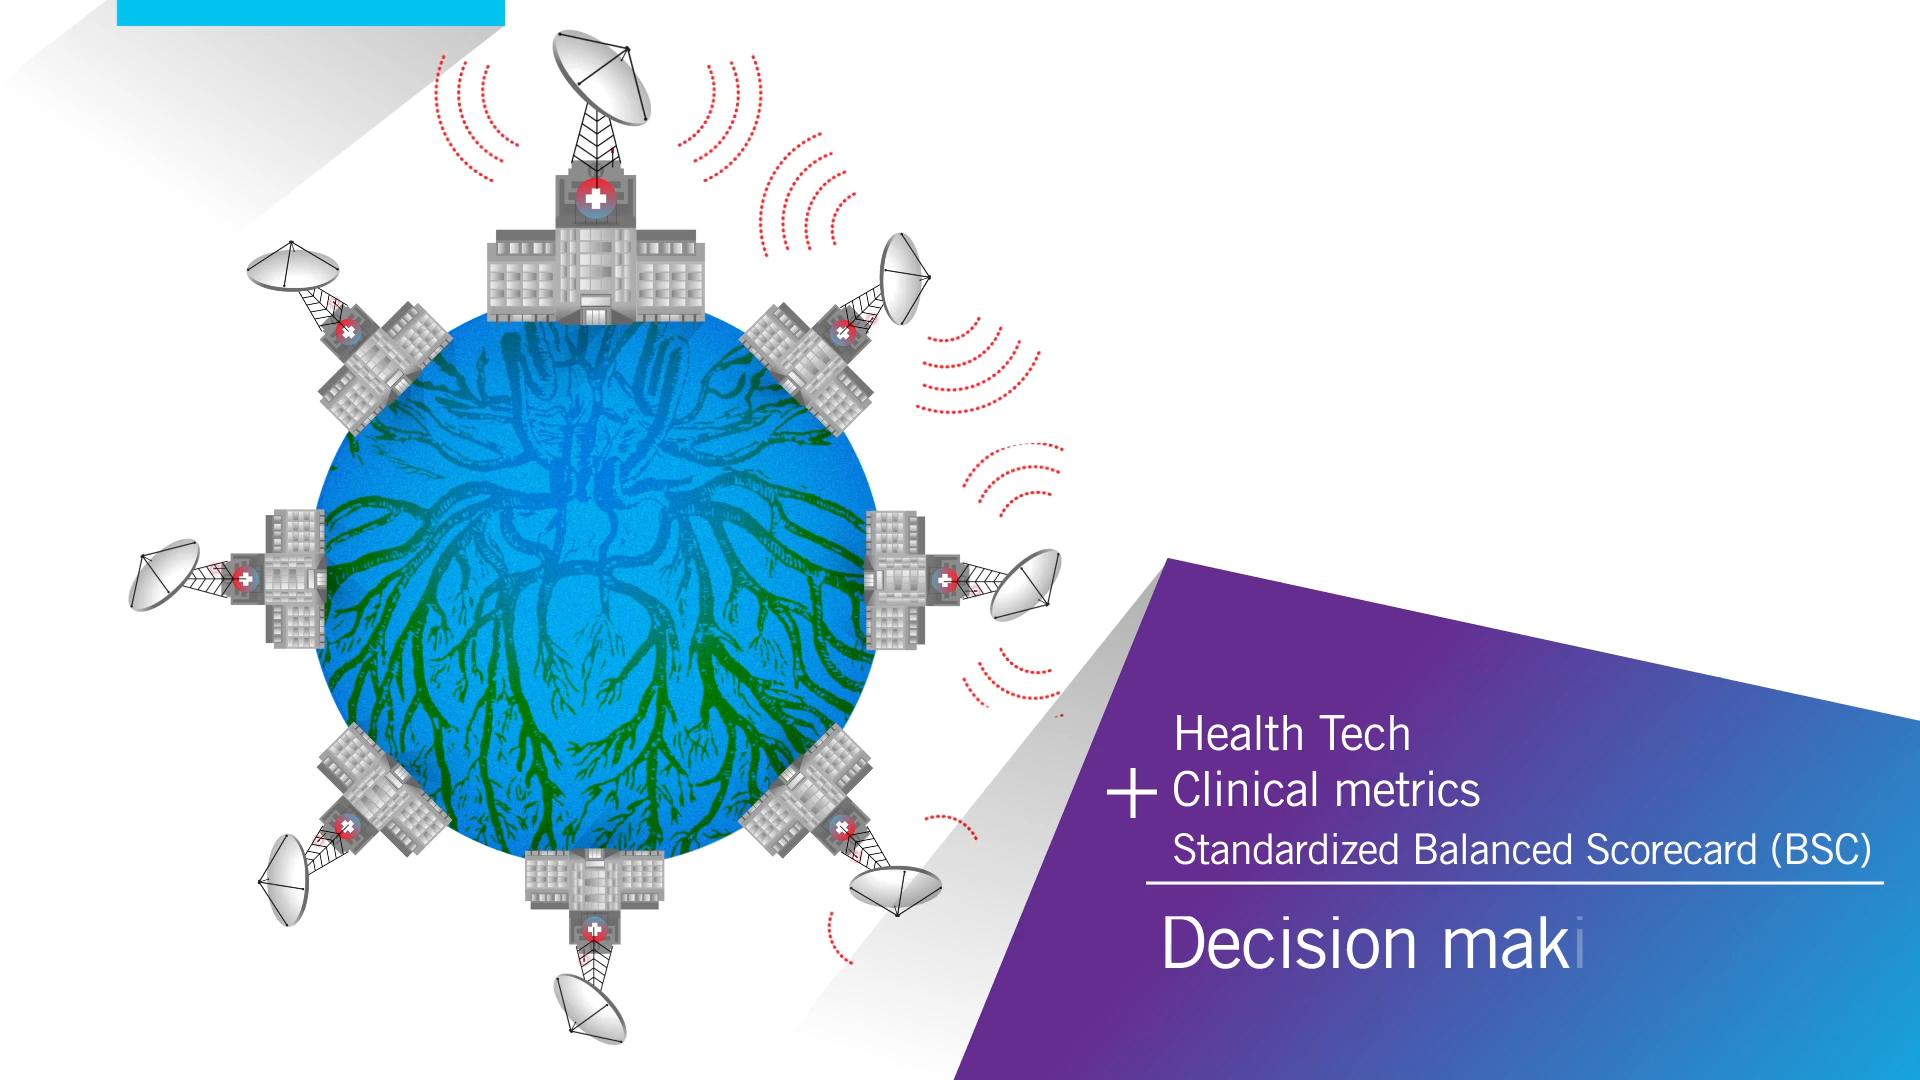 Health Tech
+ Clinical metrics
Standardized Balanced Scorecard (BSC)
Decision maki